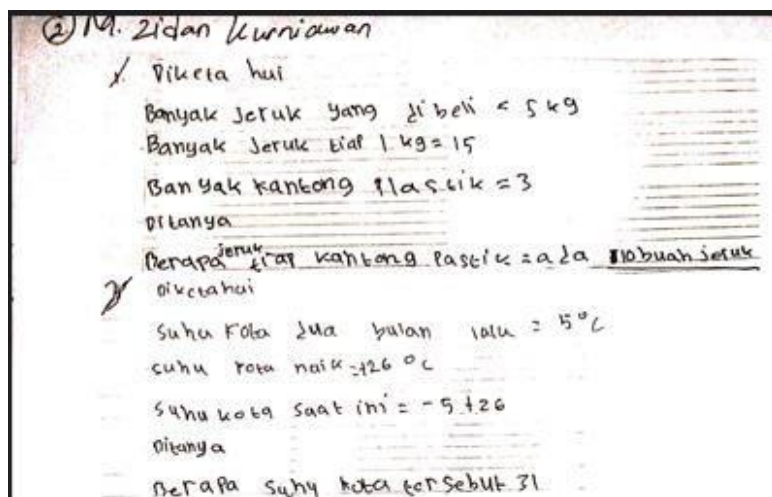 ② M. Zidan Kurniawan
1. Diketahui
Banyak Jeruk yang dibeli = 5 kg
Banyak Jeruk tiap 1 kg = 15
Banyak kantong Plastik = 3
Ditanya
Berapa jeruk tiap kantong Pastik = ada 110 buah jeruk
2. Diketahui
Suhu Kota dua bulan lalu = 5°C
suhu kota naik = +26 °C
Suhu kota saat ini = -5 +26
Ditanya
Berapa Suhu kota tersebut 31